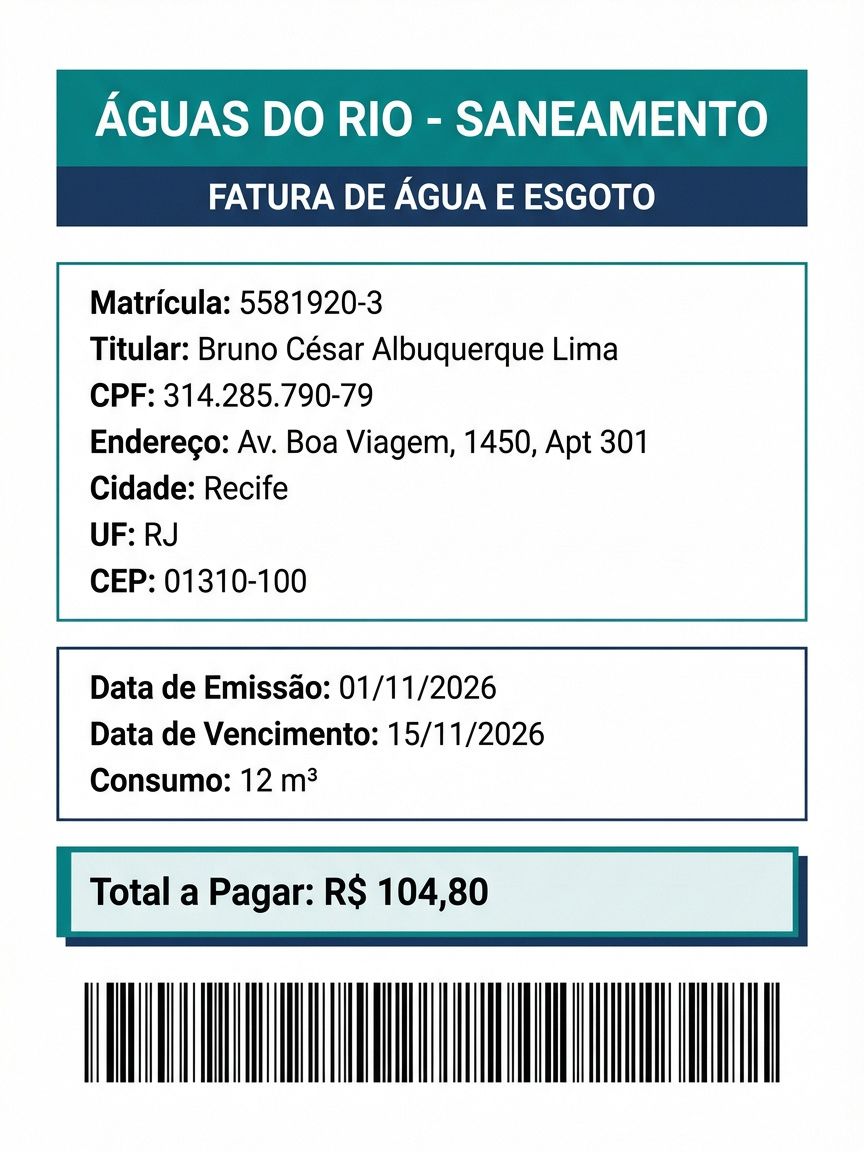 ÁGUAS DO RIO - SANEAMENTO
FATURA DE ÁGUA E ESGOTO
Matrícula: 5581920-3
Titular: Bruno César Albuquerque Lima
CPF: 314.285.790-79
Endereço: Av. Boa Viagem, 1450, Apt 301
Cidade: Recife
UF: RJ
CEP: 01310-100
Data de Emissão: 01/11/2026
Data de Vencimento: 15/11/2026
Consumo: 12 m³
Total a Pagar: R$ 104,80